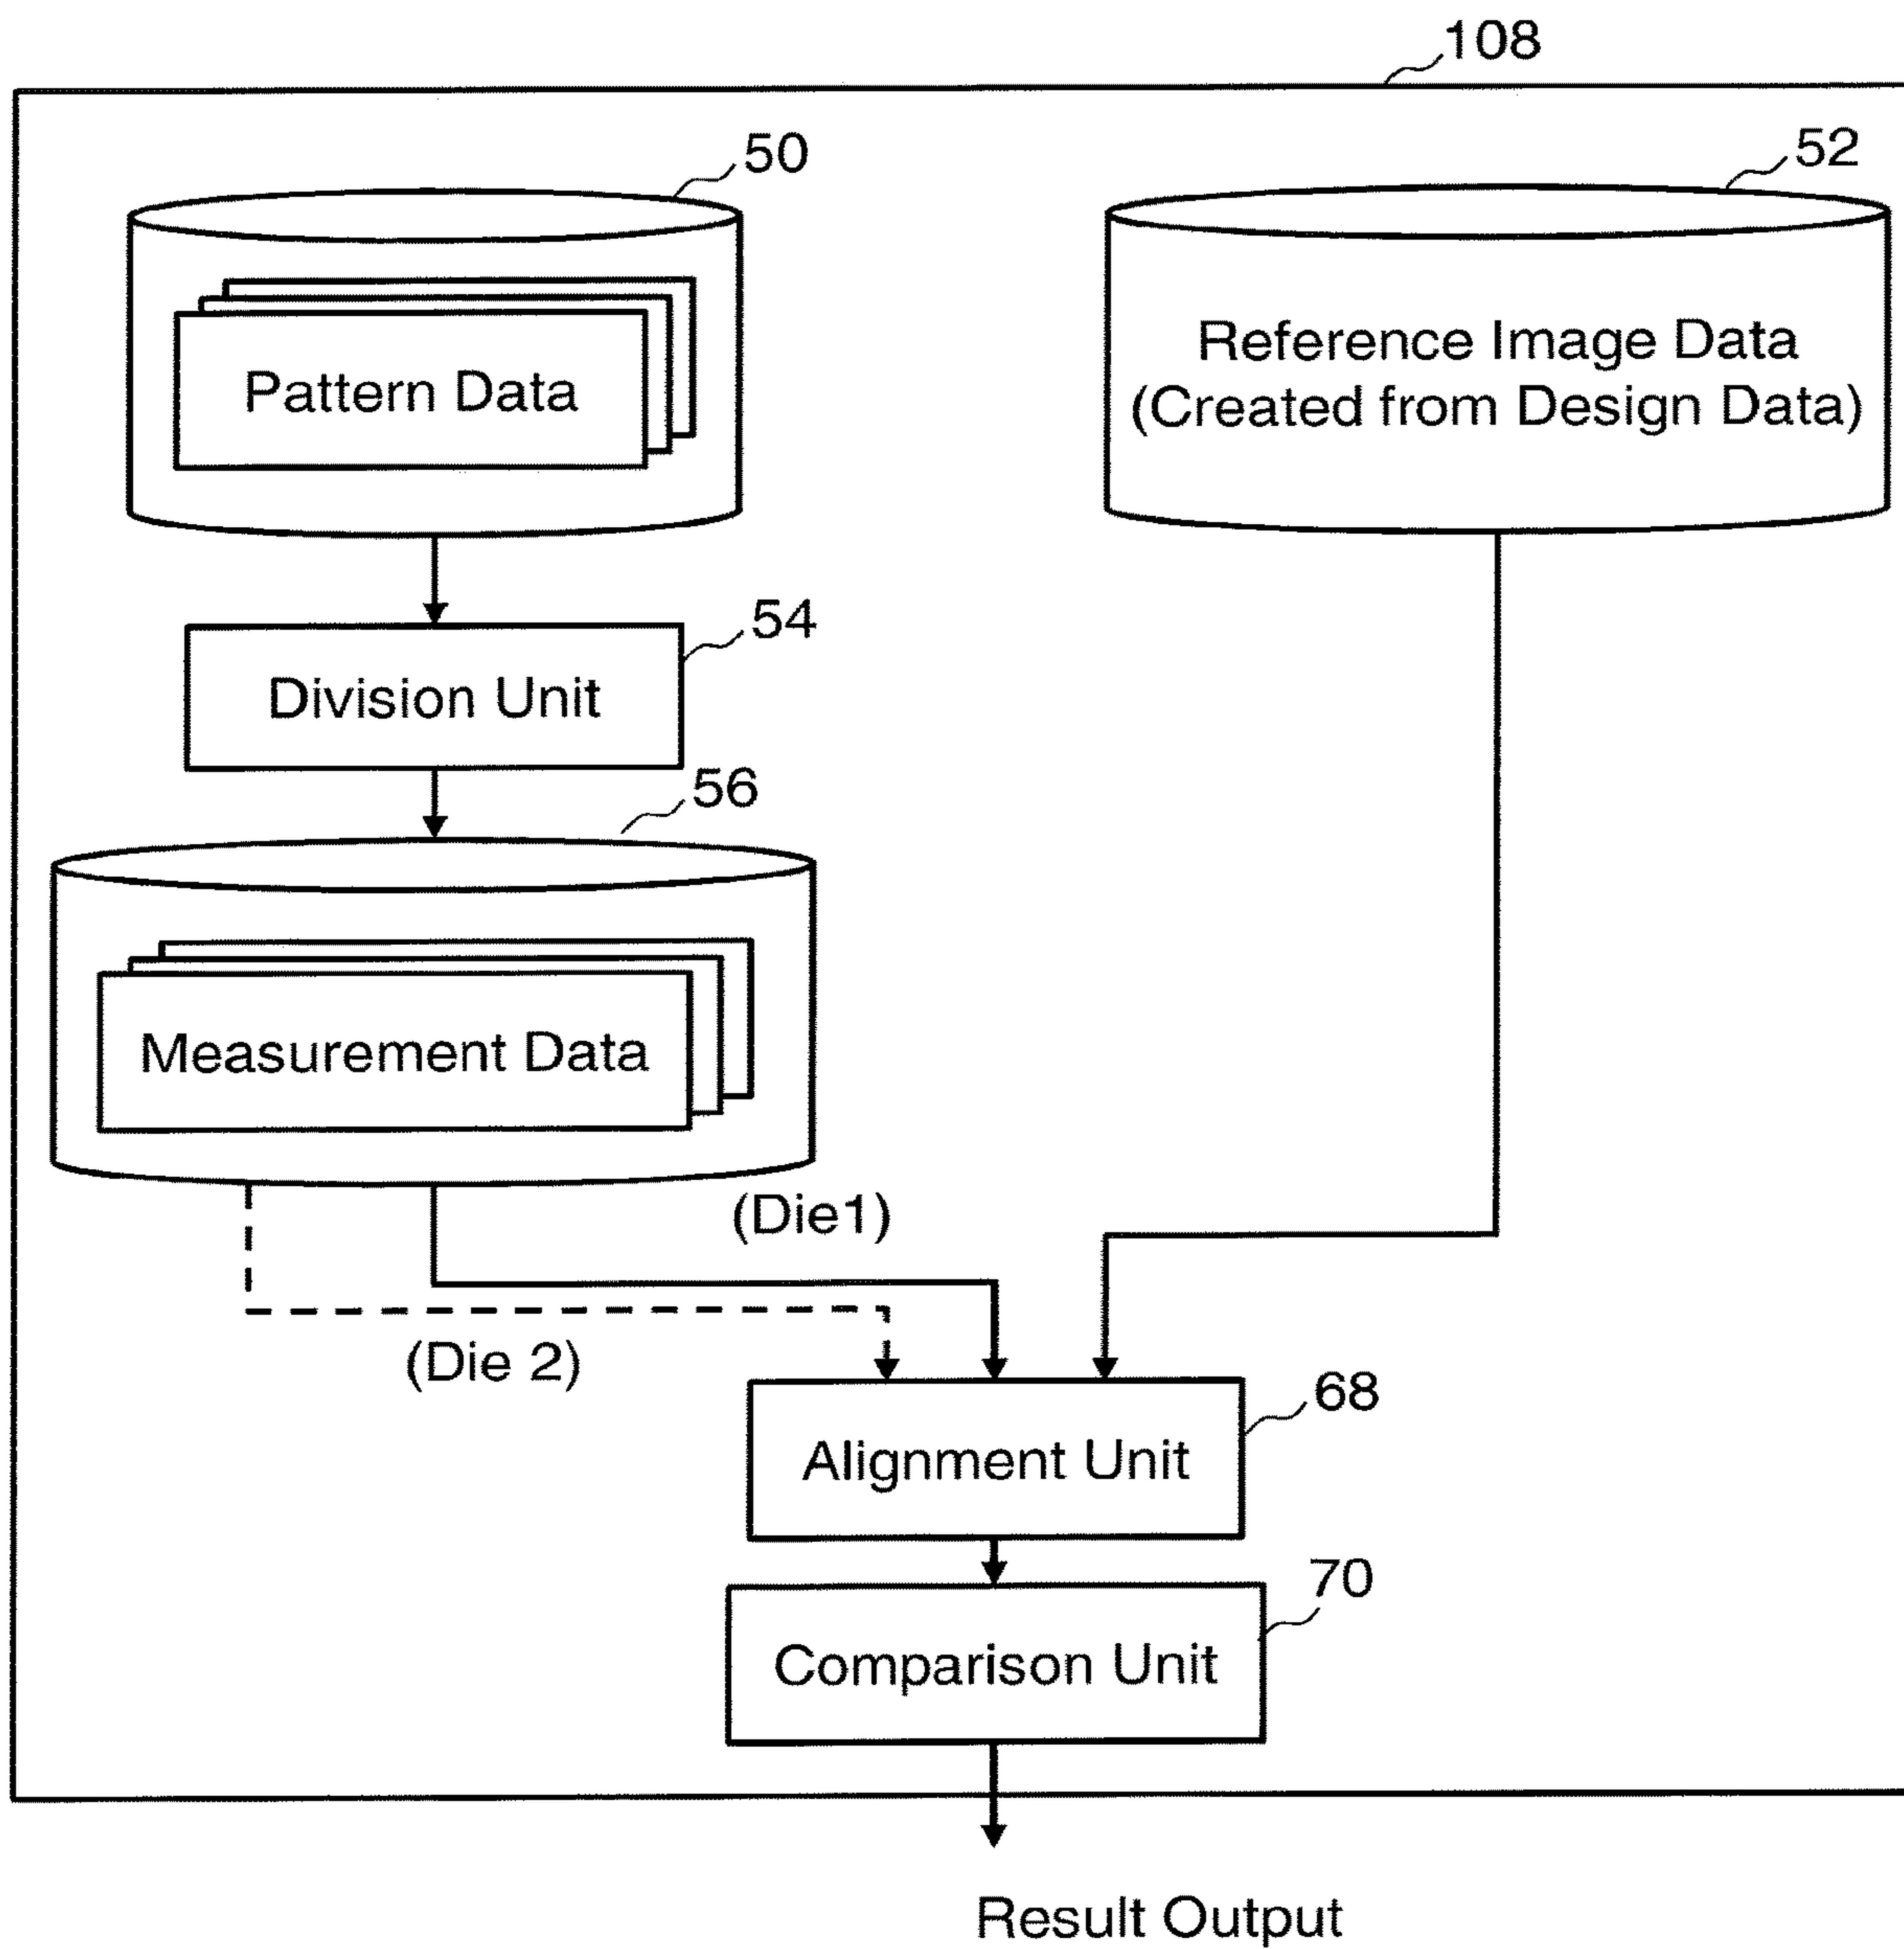 108
50
52
Pattern Data
Reference Image Data
(Created from Design Data)
54
Division Unit
56
Measurement Data
(Die1)
(Die 2)
68
Alignment Unit
70
Comparison Unit
Result Output